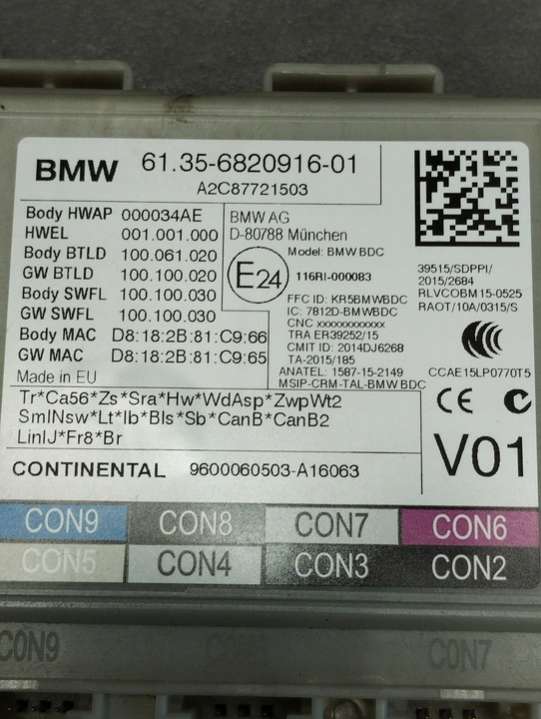 BMW 61.35-6820916-01
A2C87721503
Body HWAP 000034AE
HWEL 001.001.000
Body BTLD 100.061.020
GW BTLD 100.100.020
Body SWFL 100.100.030
GW SWFL 100.100.030
Body MAC D8:18:2B:81:C9:66
GW MAC D8:18:2B:81:C9:65
Made in EU
BMW AG
D-80788 München
Model: BMW BDC
E24
116RI-000083
FFC ID: KR5BMWBDC
IC: 7812D-BMWBDC
CNC xxxxxxxxxxxx
TRA ER39252/15
CMIT ID: 2014DJ6268
TA-2015/185
ANATEL: 1587-15-2149
MSIP-CRM-TAL-BMW BDC
39515/SDPPI/
2015/2684
RLVCOBM15-0525
RAOT/10A/0315/S
CCAE15LP0770T5
CE
Tr*Ca56*Zs*Sra*Hw*WdAsp*ZwpWt2
SmlNsw*Lt*Ib*Bls*Sb*CanB*CanB2
LinIJ*Fr8*Br
V01
CONTINENTAL 9600060503-A16063
CON9 CON8 CON7 CON6
CON5 CON4 CON3 CON2
CON9 CON7